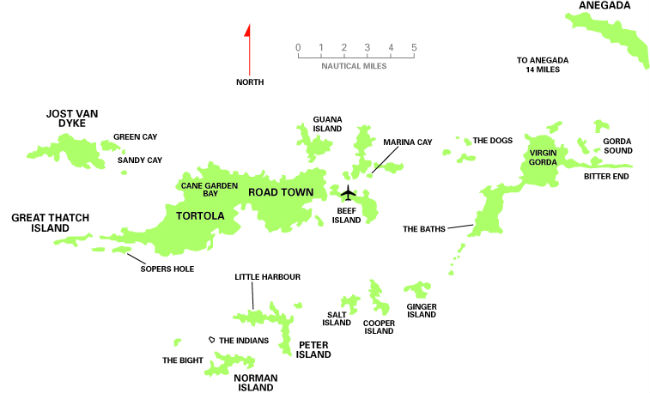 ANEGADA
0 1 2 3 4 5
NAUTICAL MILES
TO ANEGADA
14 MILES
NORTH
JOST VAN
DYKE
GREEN CAY
SANDY CAY
GUANA
ISLAND
MARINA CAY
THE DOGS
VIRGIN
GORDA
GORDA
SOUND
BITTER END
CANE GARDEN
BAY
ROAD TOWN
TORTOLA
BEEF
ISLAND
GREAT THATCH
ISLAND
THE BATHS
SOPERS HOLE
LITTLE HARBOUR
SALT
ISLAND
COOPER
ISLAND
GINGER
ISLAND
THE INDIANS
PETER
ISLAND
THE BIGHT
NORMAN
ISLAND